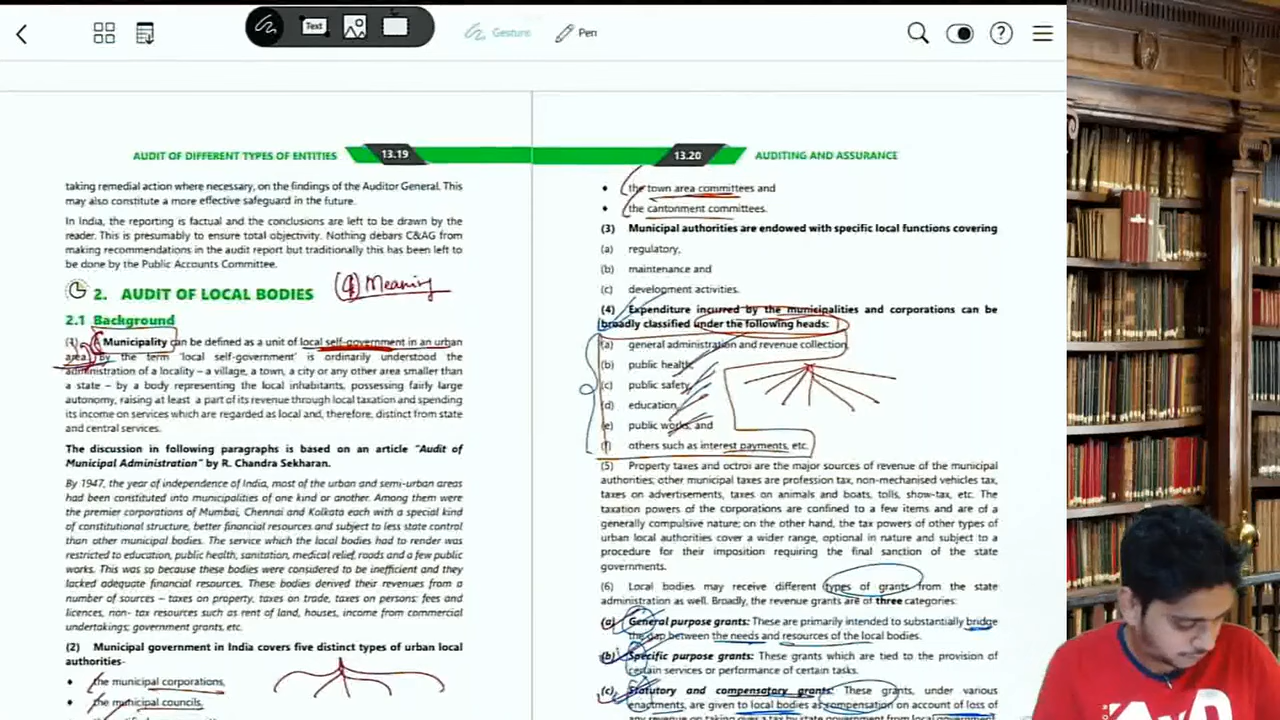 Text
Gesture
Pen
AUDIT OF DIFFERENT TYPES OF ENTITIES 13.19
taking remedial action where necessary, on the findings of the Auditor General. This
may also constitute a more effective safeguard in the future.
In India, the reporting is factual and the conclusions are left to be drawn by the
reader. This is presumably to ensure total objectivity. Nothing debars C&AG from
making recommendations in the audit report but traditionally this has been left to
be done by the Public Accounts Committee.
2. AUDIT OF LOCAL BODIES
(4) Meaning
2.1 Background
(1) Municipality can be defined as a unit of local self-government in an urban
area. By the term 'local self-government' is ordinarily understood the
administration of a locality – a village, a town, a city or any other area smaller than
a state – by a body representing the local inhabitants, possessing fairly large
autonomy, raising at least a part of its revenue through local taxation and spending
its income on services which are regarded as local and, therefore, distinct from state
and central services.
The discussion in following paragraphs is based on an article "Audit of
Municipal Administration" by R. Chandra Sekharan.
By 1947, the year of independence of India, most of the urban and semi-urban areas
had been constituted into municipalities of one kind or another. Among them were
the premier corporations of Mumbai, Chennai and Kolkata each with a special kind
of constitutional structure, better financial resources and subject to less state control
than other municipal bodies. The service which the local bodies had to render was
restricted to education, public health, sanitation, medical relief, roads and a few public
works. This was so because these bodies were considered to be inefficient and they
lacked adequate financial resources. These bodies derived their revenues from a
number of sources – taxes on property, taxes on trade, taxes on persons: fees and
licences, non- tax resources such as rent of land, houses, income from commercial
undertakings; government grants, etc.
(2) Municipal government in India covers five distinct types of urban local
authorities-
• the municipal corporations,
• the municipal councils,
13.20 AUDITING AND ASSURANCE
• the town area committees and
• the cantonment committees.
(3) Municipal authorities are endowed with specific local functions covering
(a) regulatory,
(b) maintenance and
(c) development activities.
(4) Expenditure incurred by the municipalities and corporations can be
broadly classified under the following heads:
(a) general administration and revenue collection,
(b) public health,
(c) public safety,
(d) education,
(e) public works, and
(f) others such as interest payments, etc.
(5) Property taxes and octroi are the major sources of revenue of the municipal
authorities; other municipal taxes are profession tax, non-mechanised vehicles tax,
taxes on advertisements, taxes on animals and boats, tolls, show-tax, etc. The
taxation powers of the corporations are confined to a few items and are of a
generally compulsive nature; on the other hand, the tax powers of other types of
urban local authorities cover a wider range, optional in nature and subject to a
procedure for their imposition requiring the final sanction of the state
governments.
(6) Local bodies may receive different types of grants from the state
administration as well. Broadly, the revenue grants are of three categories:
(a) General purpose grants: These are primarily intended to substantially bridge
the gap between the needs and resources of the local bodies.
(b) Specific purpose grants: These grants which are tied to the provision of
certain services or performance of certain tasks.
(c) Statutory and compensatory grants: These grants, under various
enactments, are given to local bodies as compensation on account of loss of
any revenue on taking over a tax by state government from local government.